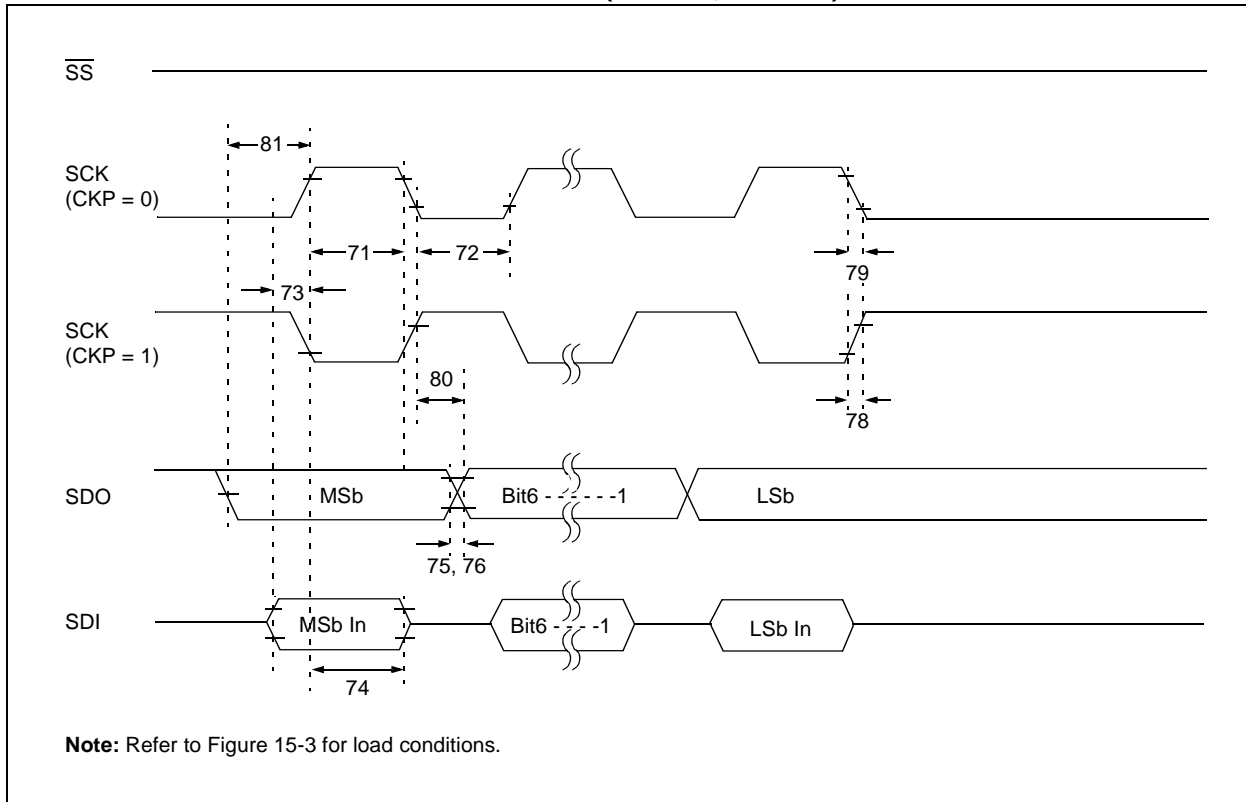 SS
81
SCK
(CKP = 0)
71
72
79
73
SCK
(CKP = 1)
80
78
SDO
MSb
Bit6 - - - - - -1
LSb
75, 76
SDI
MSb In
Bit6 - - - -1
LSb In
74
Note: Refer to Figure 15-3 for load conditions.